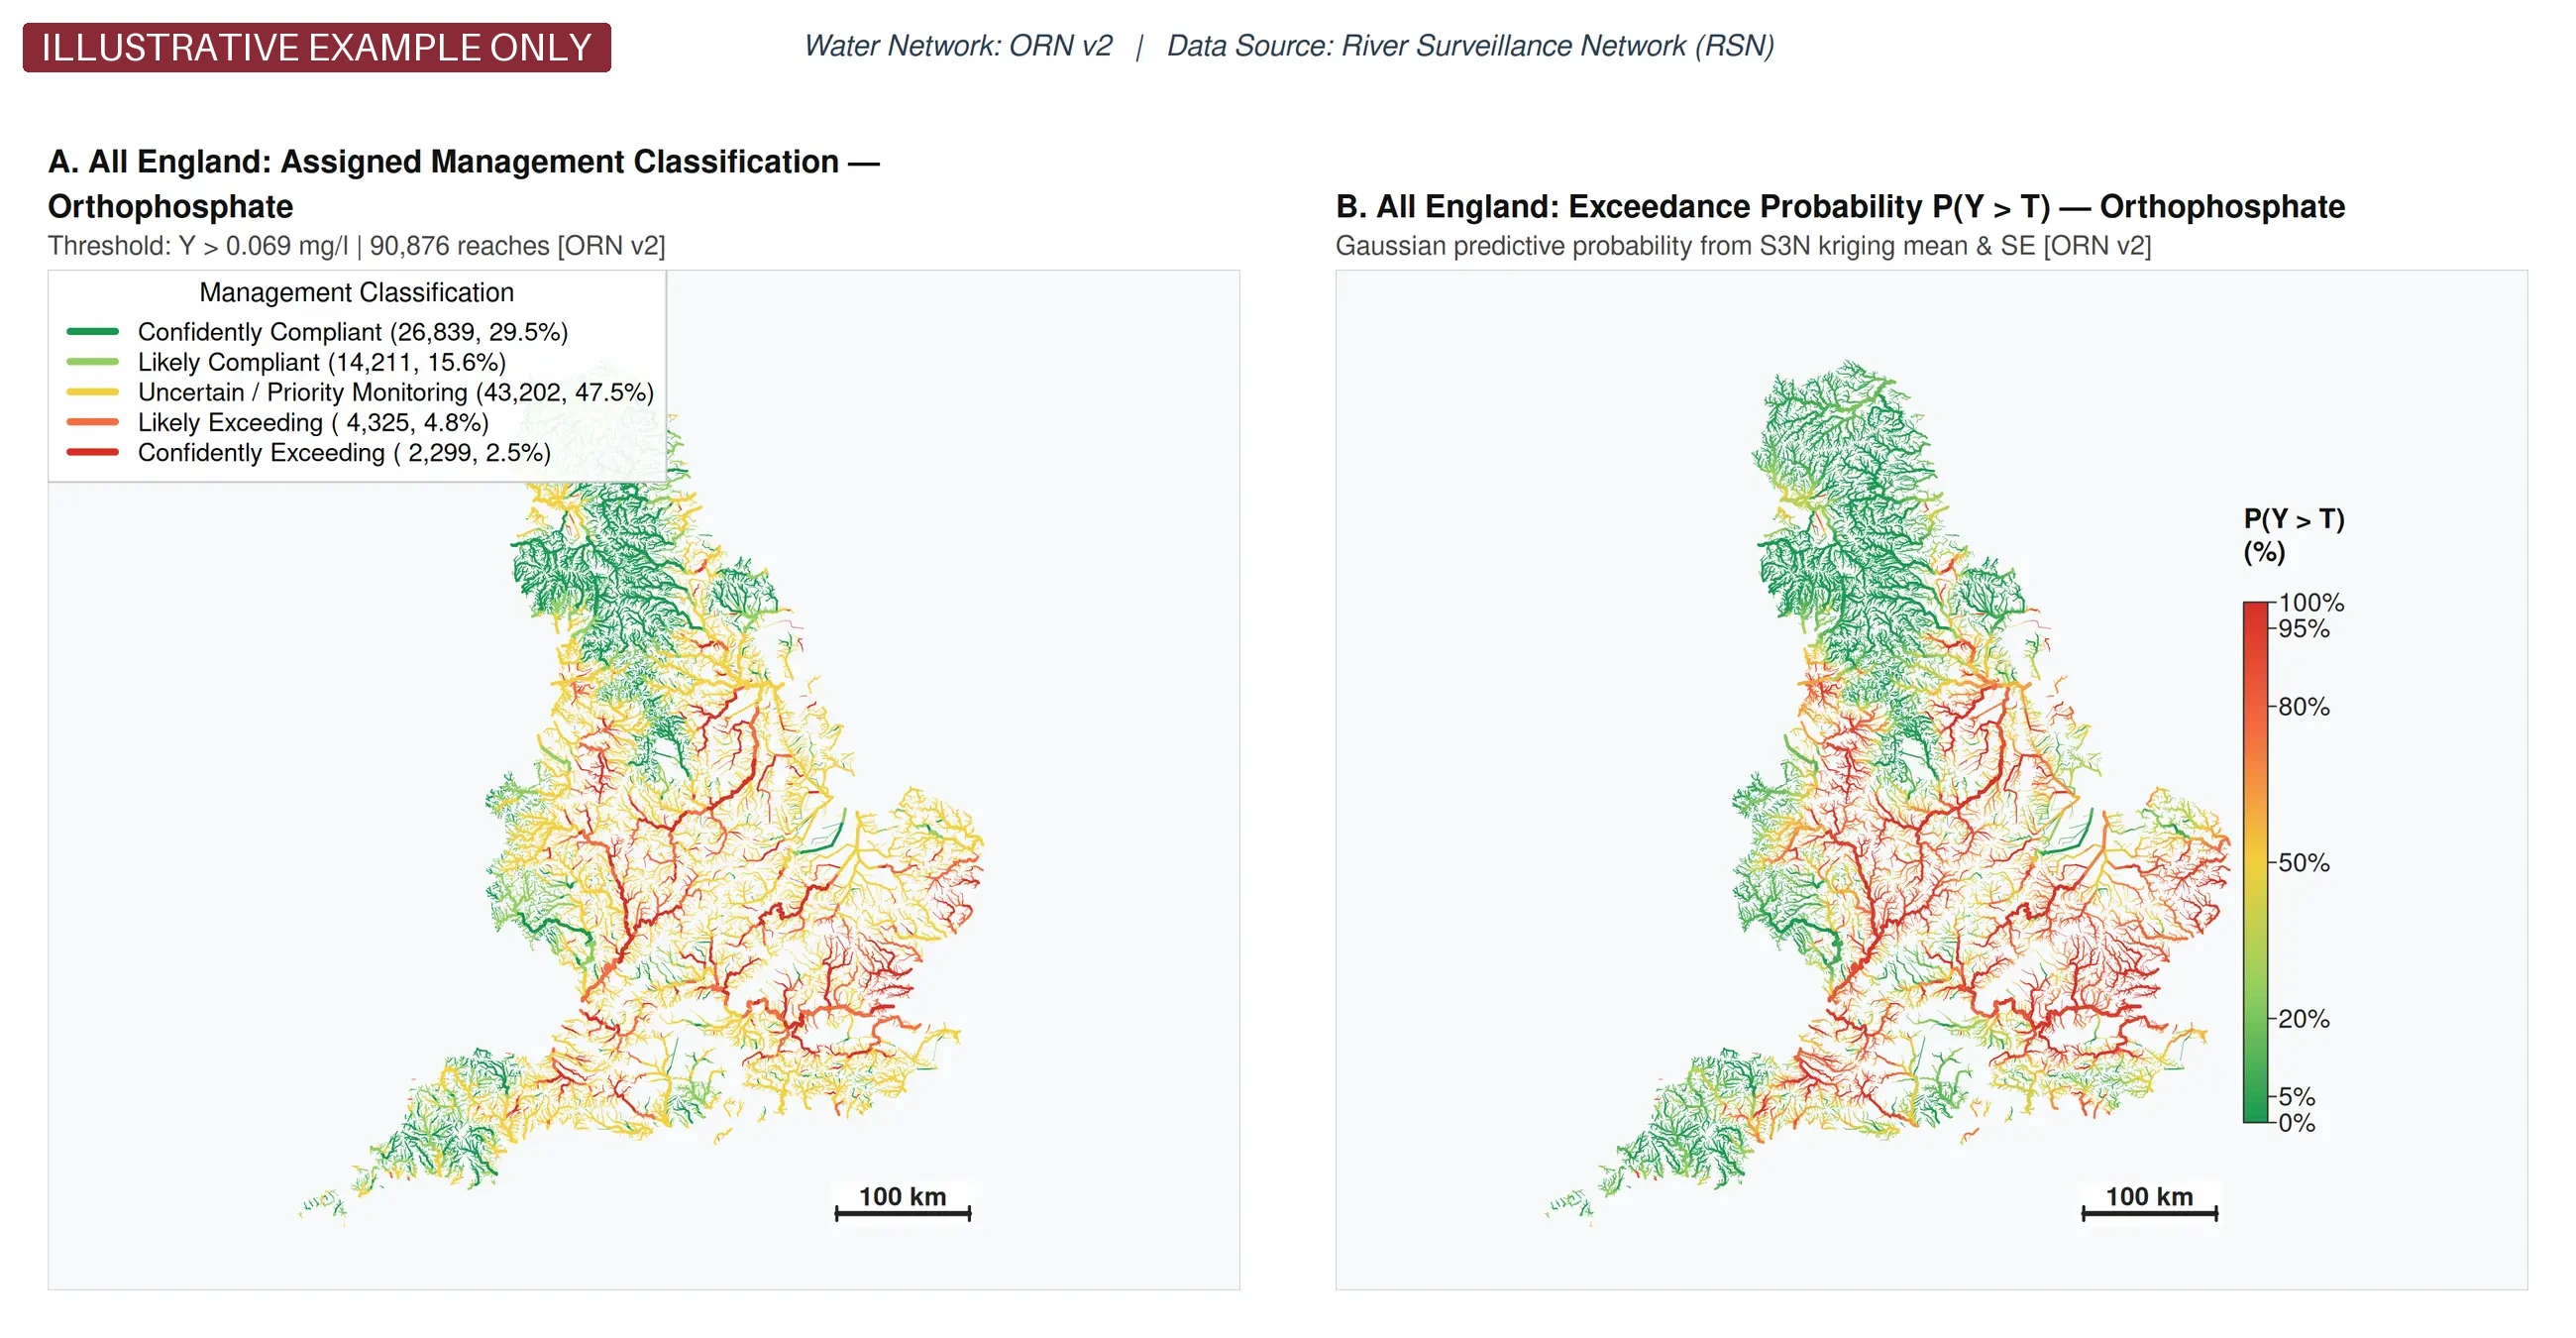 ILLUSTRATIVE EXAMPLE ONLY
Water Network: ORN v2 | Data Source: River Surveillance Network (RSN)
A. All England: Assigned Management Classification —
Orthophosphate
Threshold: Y > 0.069 mg/l | 90,876 reaches [ORN v2]
Management Classification
Confidently Compliant (26,839, 29.5%)
Likely Compliant (14,211, 15.6%)
Uncertain / Priority Monitoring (43,202, 47.5%)
Likely Exceeding ( 4,325, 4.8%)
Confidently Exceeding ( 2,299, 2.5%)
100 km
B. All England: Exceedance Probability P(Y > T) — Orthophosphate
Gaussian predictive probability from S3N kriging mean & SE [ORN v2]
P(Y > T)
(%)
100%
95%
80%
50%
20%
5%
0%
100 km